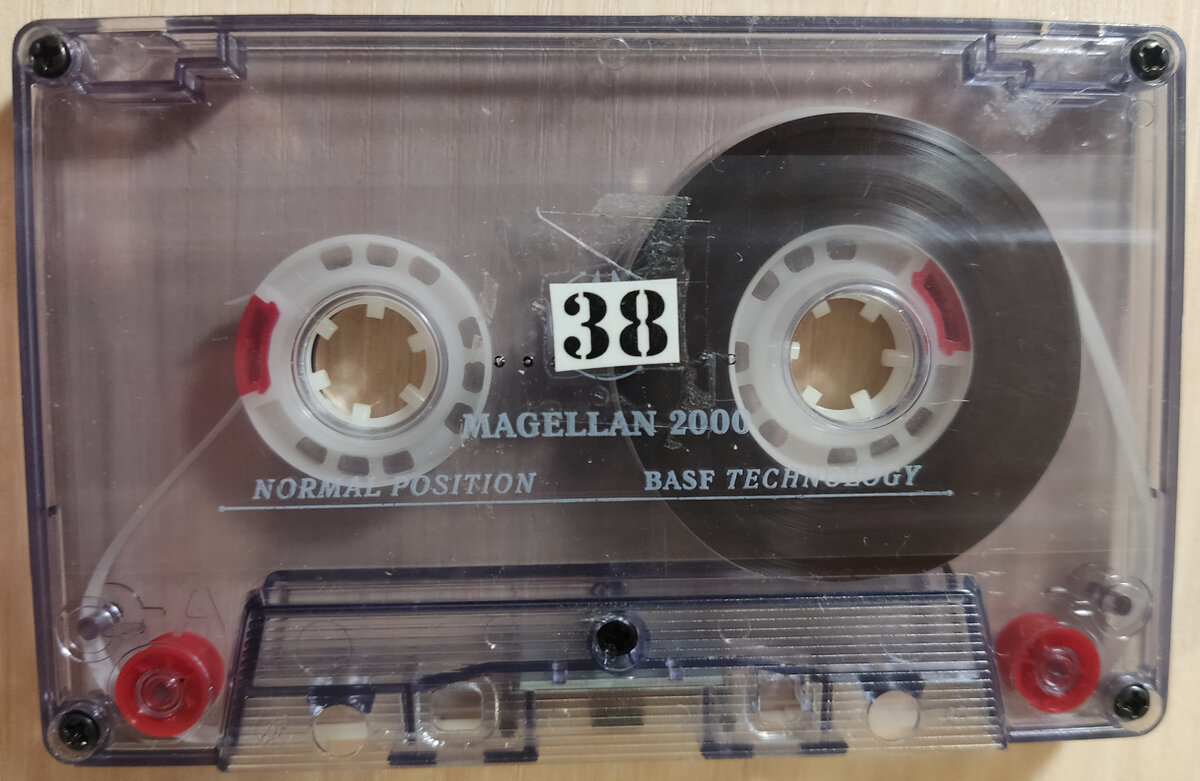 38
MAGELLAN 2000
NORMAL POSITION BASF TECHNOLOGY